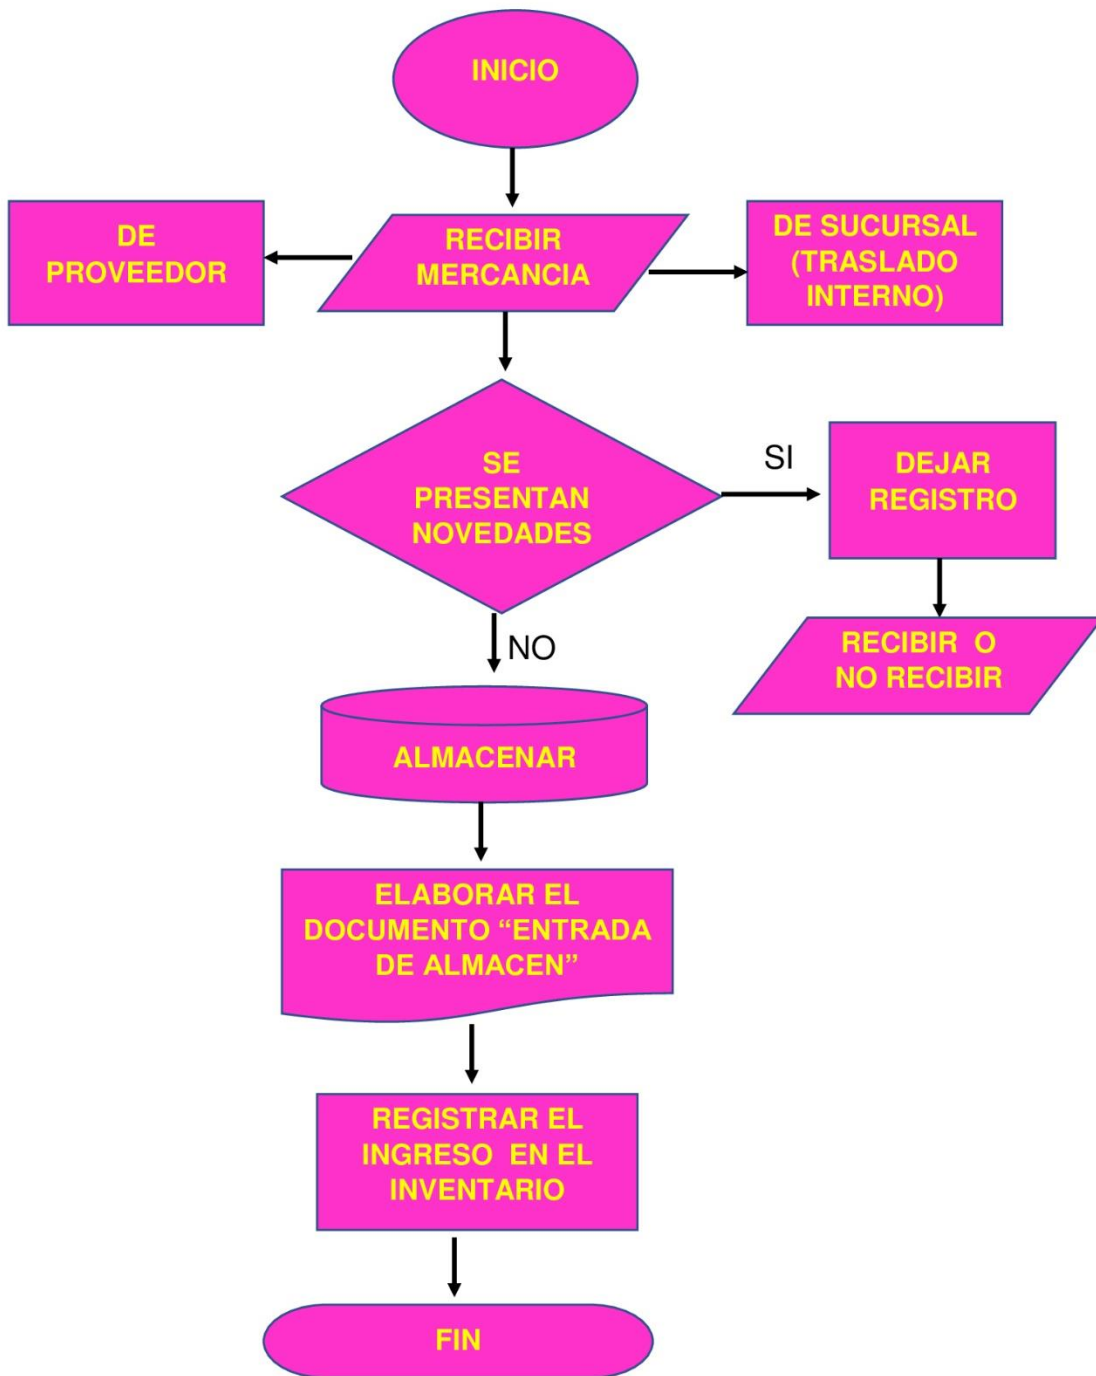 INICIO
DE
PROVEEDOR
RECIBIR
MERCANCIA
DE SUCURSAL
(TRASLADO
INTERNO)
SE
PRESENTAN
NOVEDADES
SI
DEJAR
REGISTRO
RECIBIR  O
NO RECIBIR
NO
ALMACENAR
ELABORAR EL
DOCUMENTO “ENTRADA
DE ALMACEN”
REGISTRAR EL
INGRESO  EN EL
INVENTARIO
FIN